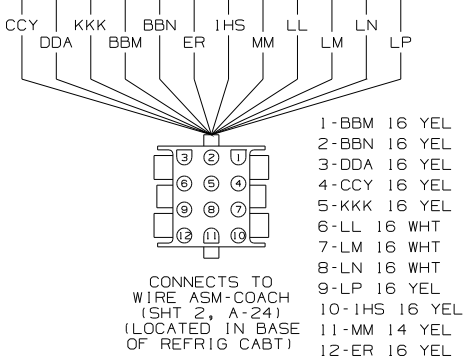 CCY KKK BBN IHS LL LN
DDA BBM ER MM LM LP
3 2 1
6 5 4
9 8 7
12 11 10
1-BBM 16 YEL
2-BBN 16 YEL
3-DDA 16 YEL
4-CCY 16 YEL
5-KKK 16 YEL
6-LL 16 WHT
7-LM 16 WHT
8-LN 16 WHT
9-LP 16 YEL
10-IHS 16 YEL
11-MM 14 YEL
12-ER 16 YEL
CONNECTS TO
WIRE ASM-COACH
(SHT 2, A-24)
(LOCATED IN BASE
OF REFRIG CABT)